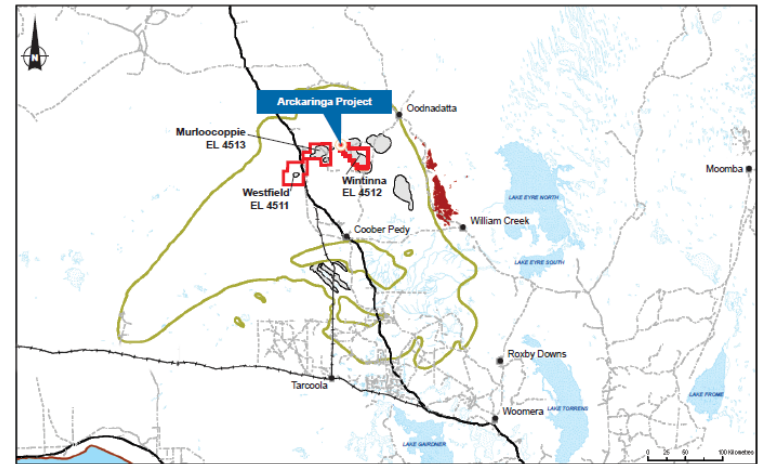 N
Arckaringa Project
Oodnadatta
Murloocoppie
EL 4513
Wintinna
EL 4512
Westfield
EL 4511
Moomba
LAKE EYRE NORTH
William Creek
Coober Pedy
LAKE EYRE SOUTH
Roxby Downs
Tarcoola
LAKE FROME
Woomera
LAKE TORRENS
LAKE GAIRDNER
0 25 50 100 Kilometres